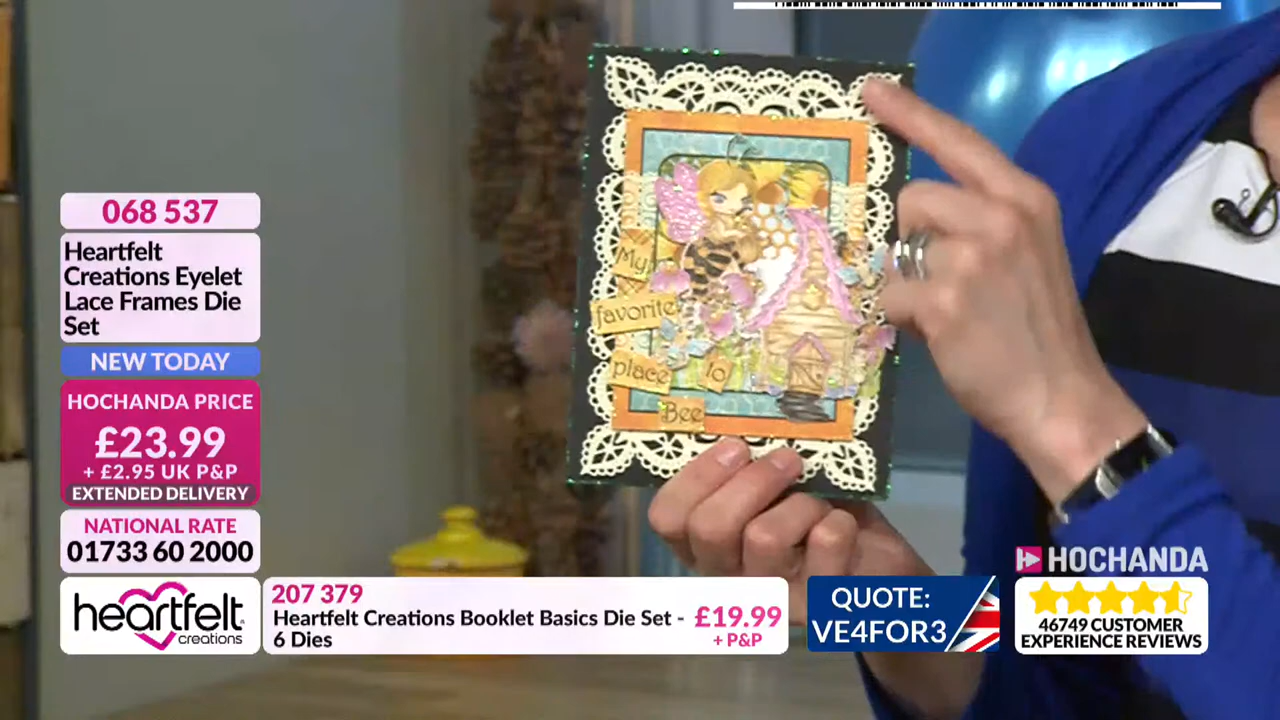 068 537
Heartfelt
Creations Eyelet
Lace Frames Die
Set
NEW TODAY
HOCHANDA PRICE
£23.99
+ £2.95 UK P&P
EXTENDED DELIVERY
NATIONAL RATE
01733 60 2000
My
favorite
place to
Bee
heartfelt
creations
207 379
Heartfelt Creations Booklet Basics Die Set -
6 Dies
£19.99
+ P&P
QUOTE:
VE4FOR3
HOCHANDA
46749 CUSTOMER
EXPERIENCE REVIEWS